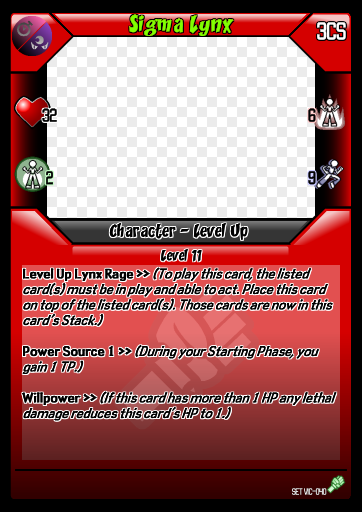 Sigma Lynx
3CS
32
6
2
9
Character - Level Up
Level 11
Level Up Lynx Rage >> (To play this card, the listed
card(s) must be in play and able to act. Place this card
on top of the listed card(s). Those cards are now in this
card's Stack.)
Power Source 1 >> (During your Starting Phase, you
gain 1 TP.)
Willpower >> (If this card has more than 1 HP any lethal
damage reduces this card's HP to 1.)
SET VIC-040